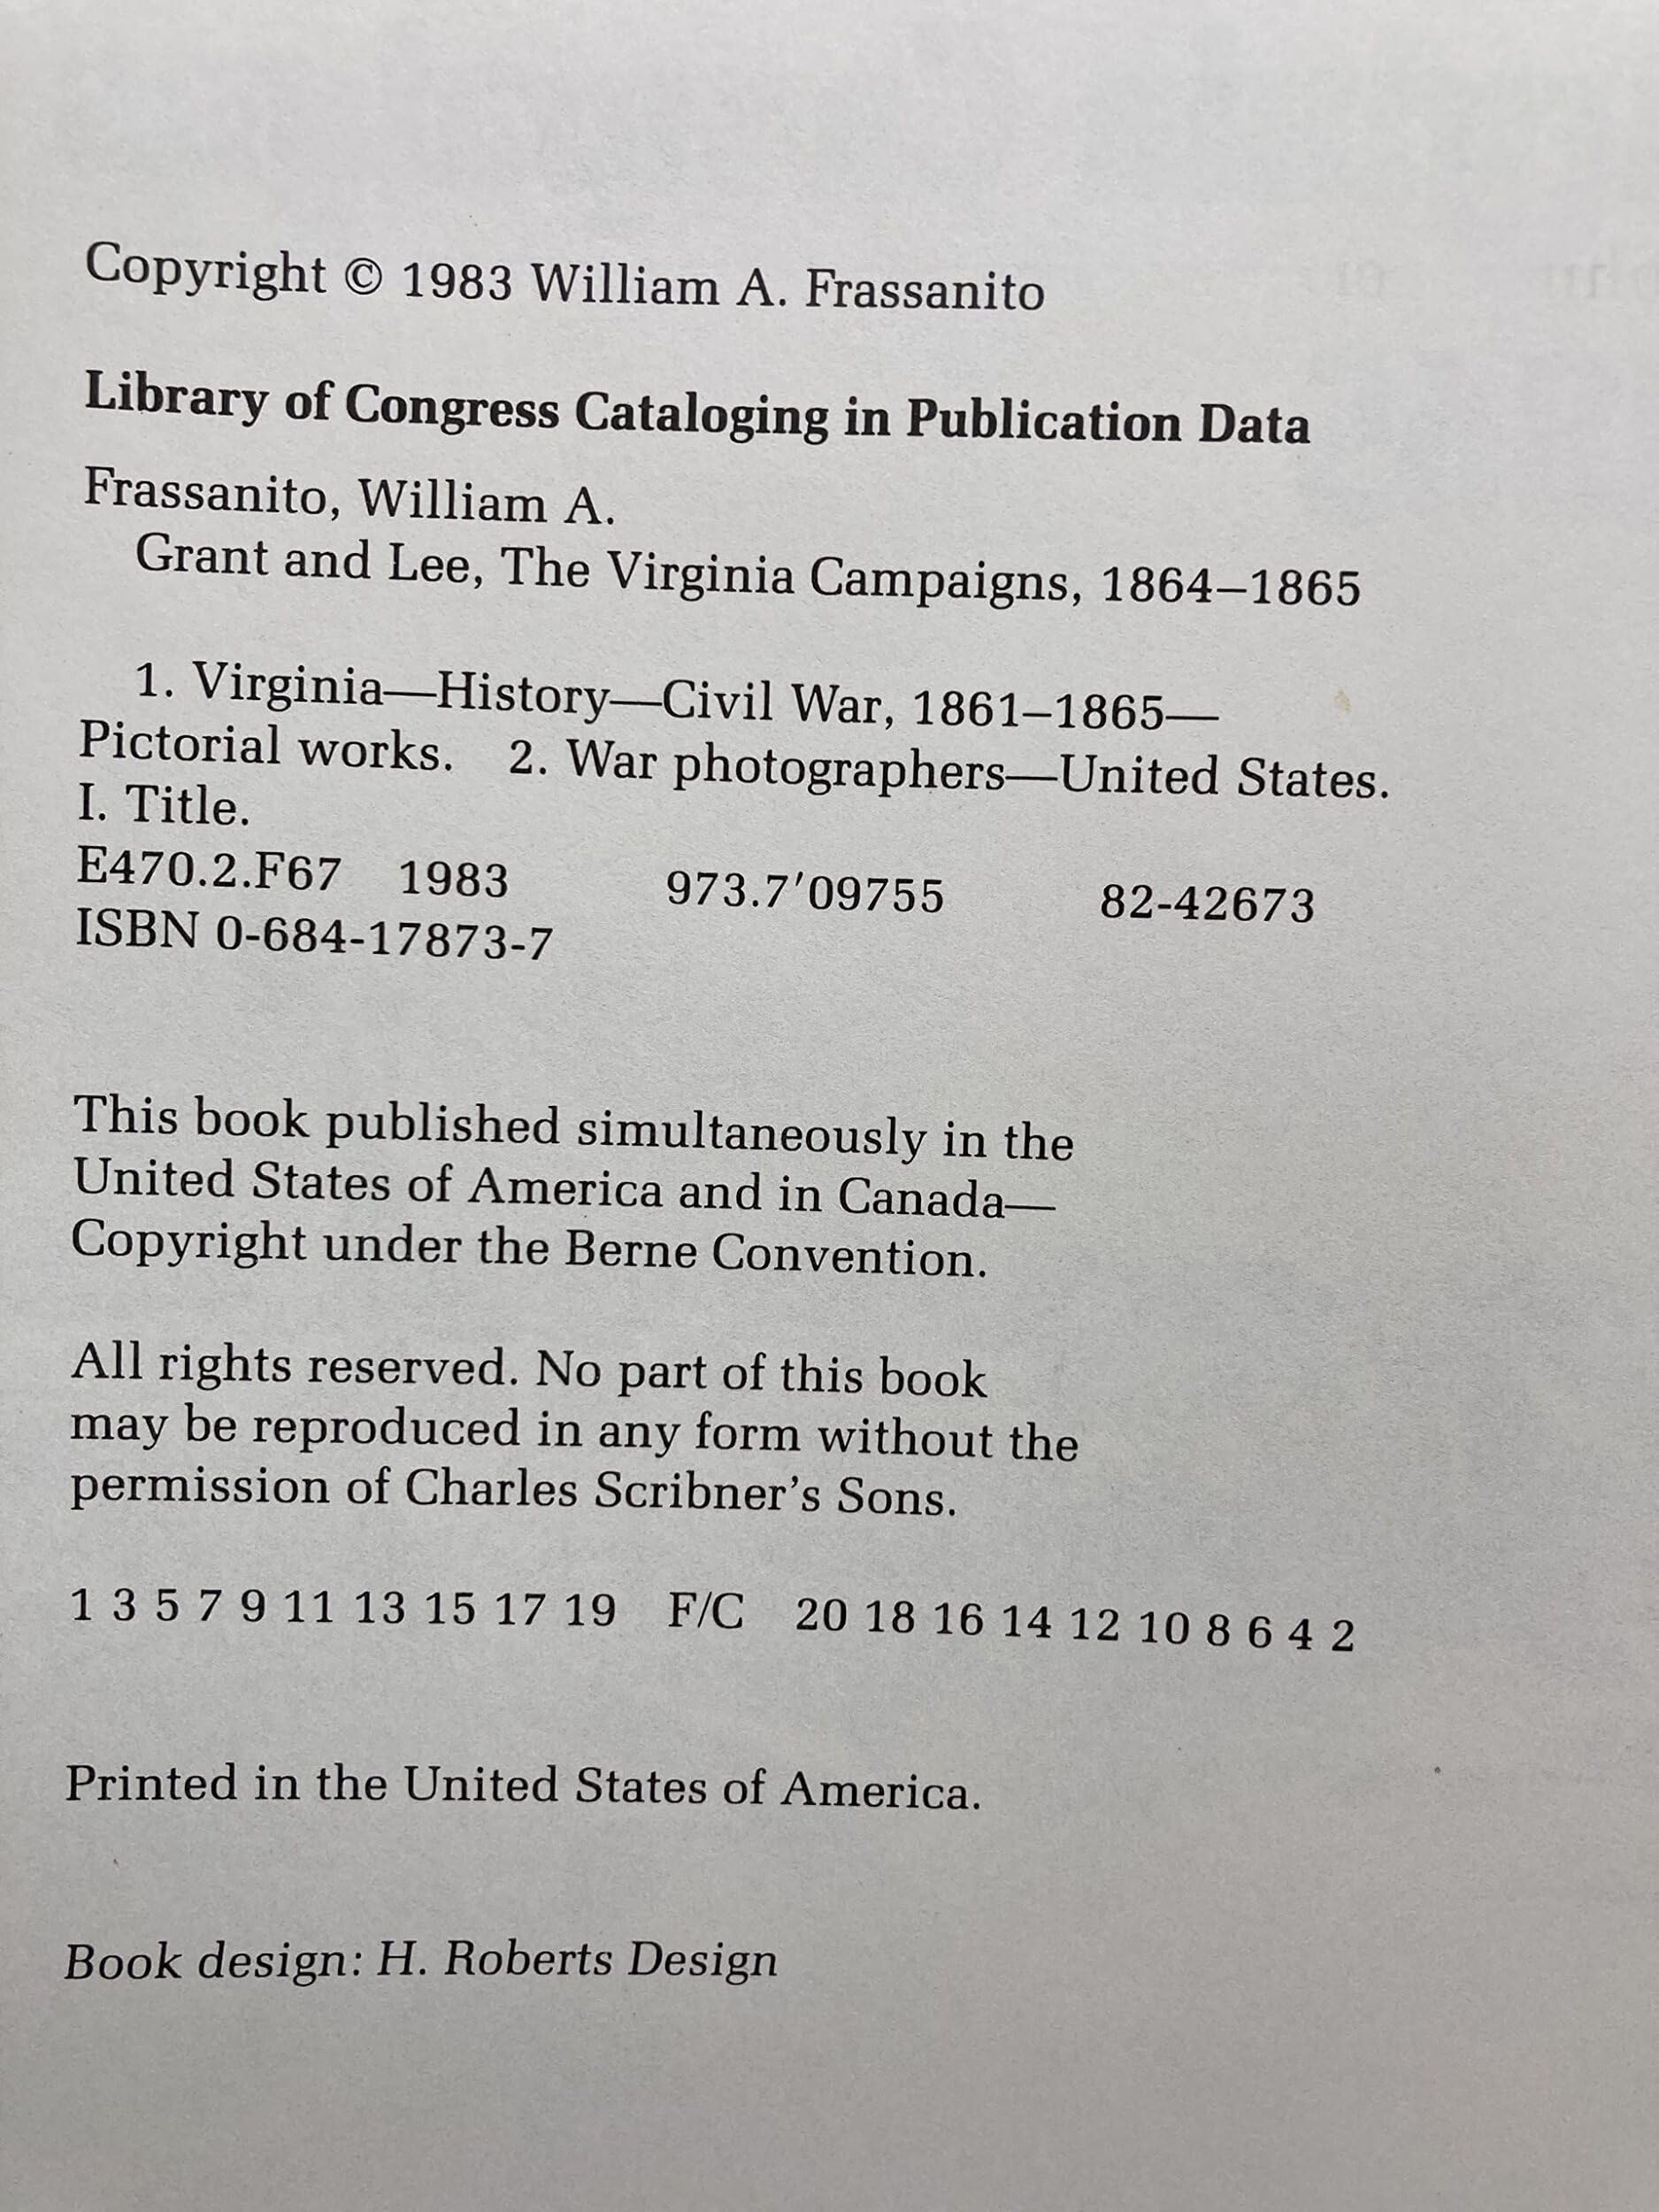 Copyright © 1983 William A. Frassanito
Library of Congress Cataloging in Publication Data
Frassanito, William A.
Grant and Lee, The Virginia Campaigns, 1864–1865
1. Virginia—History—Civil War, 1861–1865—
Pictorial works. 2. War photographers—United States.
I. Title.
E470.2.F67 1983 973.7′09755 82-42673
ISBN 0-684-17873-7
This book published simultaneously in the
United States of America and in Canada—
Copyright under the Berne Convention.
All rights reserved. No part of this book
may be reproduced in any form without the
permission of Charles Scribner’s Sons.
1 3 5 7 9 11 13 15 17 19 F/C 20 18 16 14 12 10 8 6 4 2
Printed in the United States of America.
Book design: H. Roberts Design